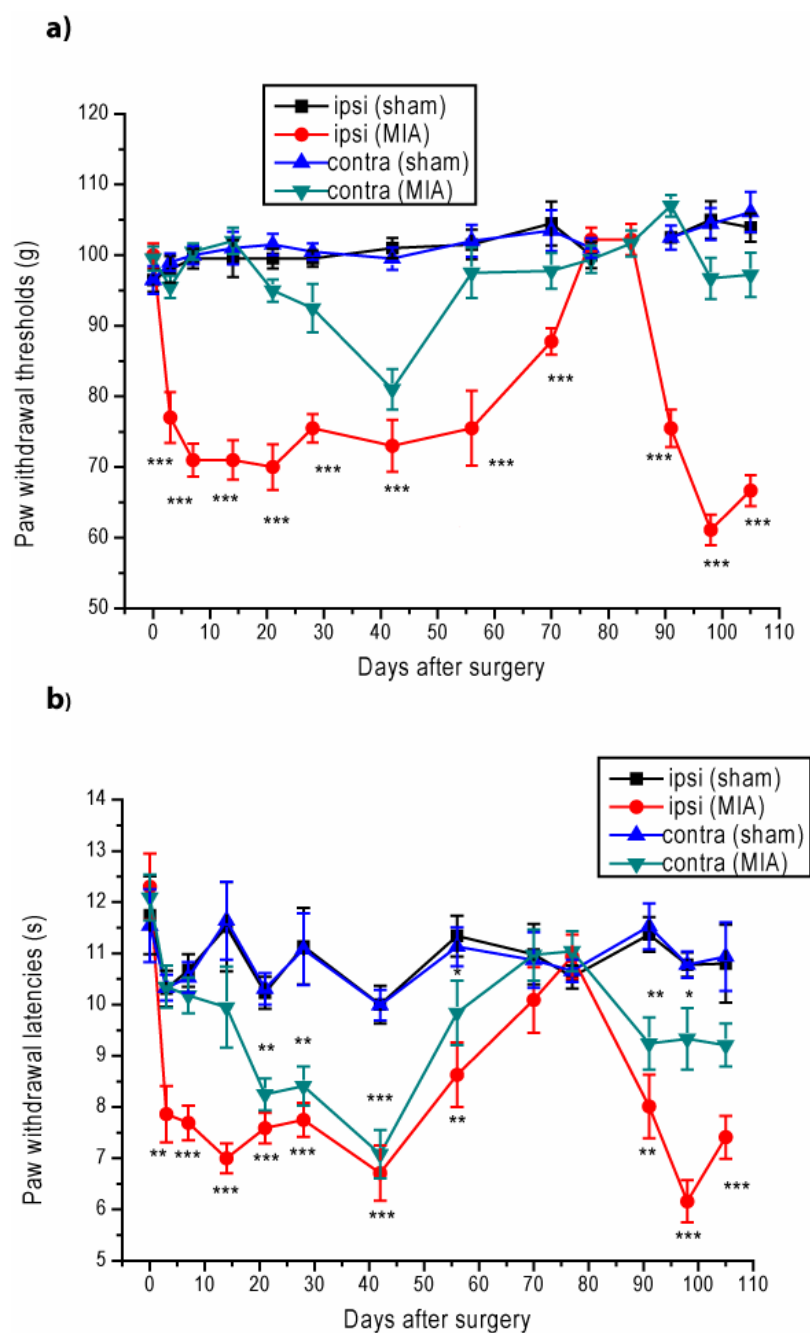 a)
ipsi (sham)
ipsi (MIA)
contra (sham)
contra (MIA)
120
110
100
90
80
70
60
50
Paw withdrawal thresholds (g)
***
***
***
***
***
***
***
***
***
***
***
0 10 20 30 40 50 60 70 80 90 100 110
Days after surgery
b)
ipsi (sham)
ipsi (MIA)
contra (sham)
contra (MIA)
14
13
12
11
10
9
8
7
6
5
Paw withdrawal latencies (s)
*
** *
** **
***
**
** *** *** *** **
*** ***
*** ***
0 10 20 30 40 50 60 70 80 90 100 110
Days after surgery